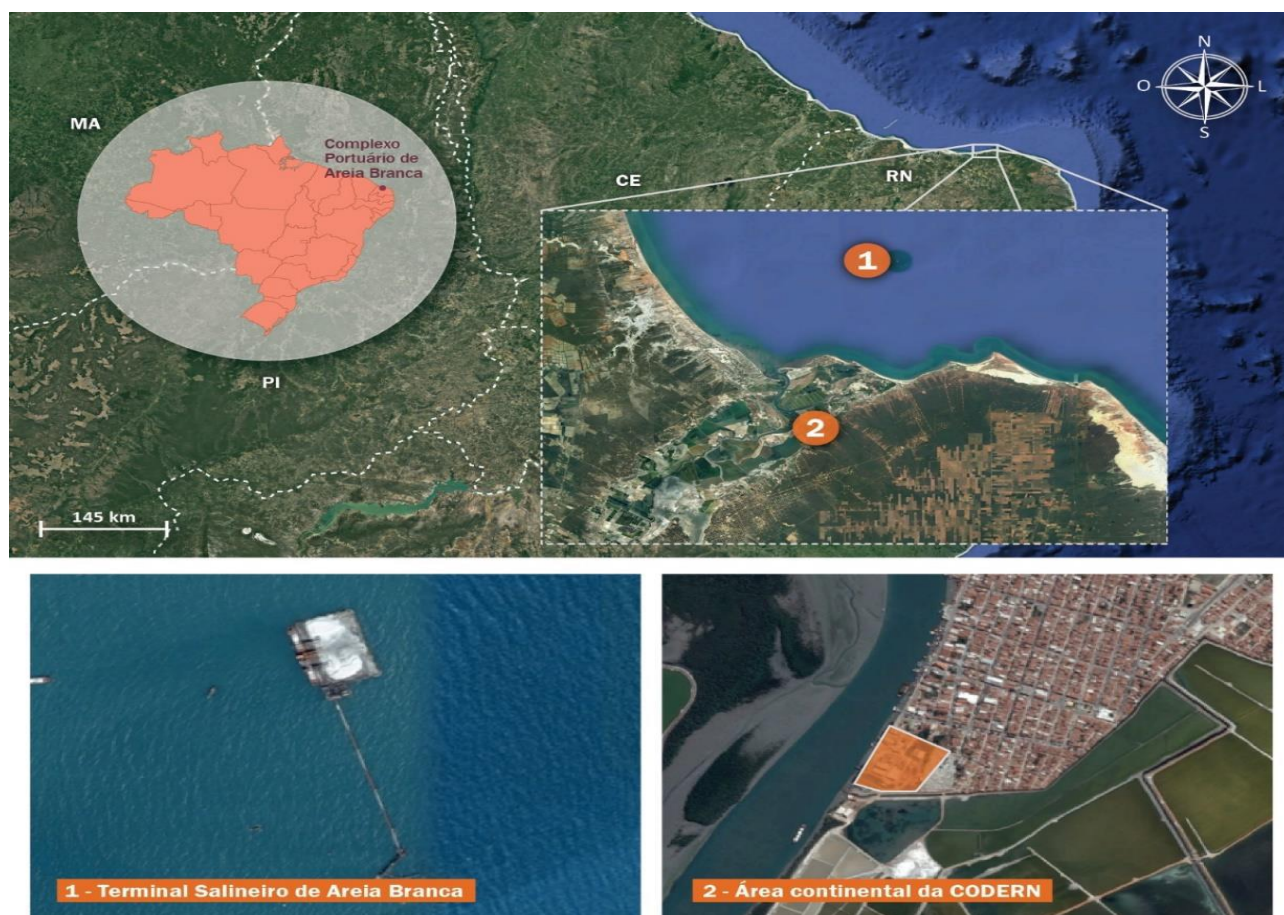 MA
Complexo
Portuário de
Areia Branca
CE
RN
PI
N
O
L
S
1
2
145 km
1 - Terminal Salineiro de Areia Branca
2 - Área continental da CODERN